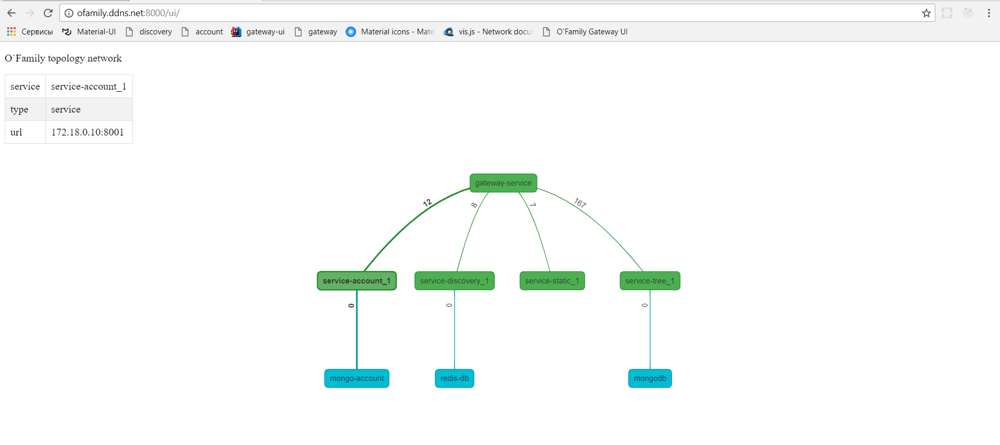 ofamily.ddns.net:8000/ui/
Сервисы Material-UI discovery account gateway-ui gateway Material icons - Mate vis.js - Network docu O`Family Gateway UI
O`Family topology network
service service-account_1
type service
url 172.18.0.10:8001
gateway-service
12 8 7 167
service-account_1 service-discovery_1 service-static_1 service-tree_1
0 0 0
mongo-account redis-db mongodb